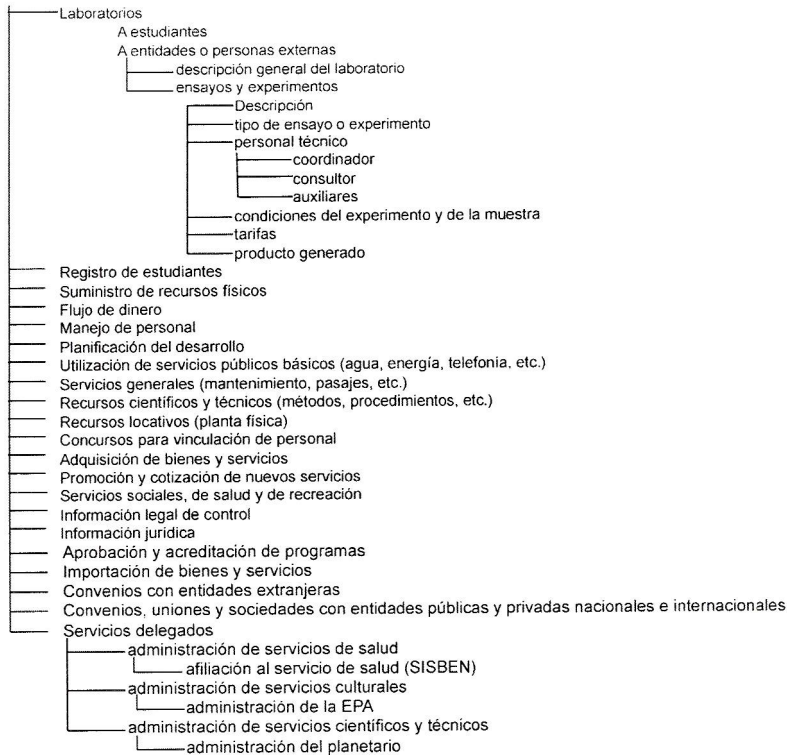 Laboratorios
A estudiantes
A entidades o personas externas
descripción general del laboratorio
ensayos y experimentos
Descripción
tipo de ensayo o experimento
personal técnico
coordinador
consultor
auxiliares
condiciones del experimento y de la muestra
tarifas
producto generado
Registro de estudiantes
Suministro de recursos físicos
Flujo de dinero
Manejo de personal
Planificación del desarrollo
Utilización de servicios públicos básicos (agua, energía, telefonía, etc.)
Servicios generales (mantenimiento, pasajes, etc.)
Recursos científicos y técnicos (métodos, procedimientos, etc.)
Recursos locativos (planta física)
Concursos para vinculación de personal
Adquisición de bienes y servicios
Promoción y cotización de nuevos servicios
Servicios sociales, de salud y de recreación
Información legal de control
Información jurídica
Aprobación y acreditación de programas
Importación de bienes y servicios
Convenios con entidades extranjeras
Convenios, uniones y sociedades con entidades públicas y privadas nacionales e internacionales
Servicios delegados
administración de servicios de salud
afiliación al servicio de salud (SISBEN)
administración de servicios culturales
administración de la EPA
administración de servicios científicos y técnicos
administración del planetario